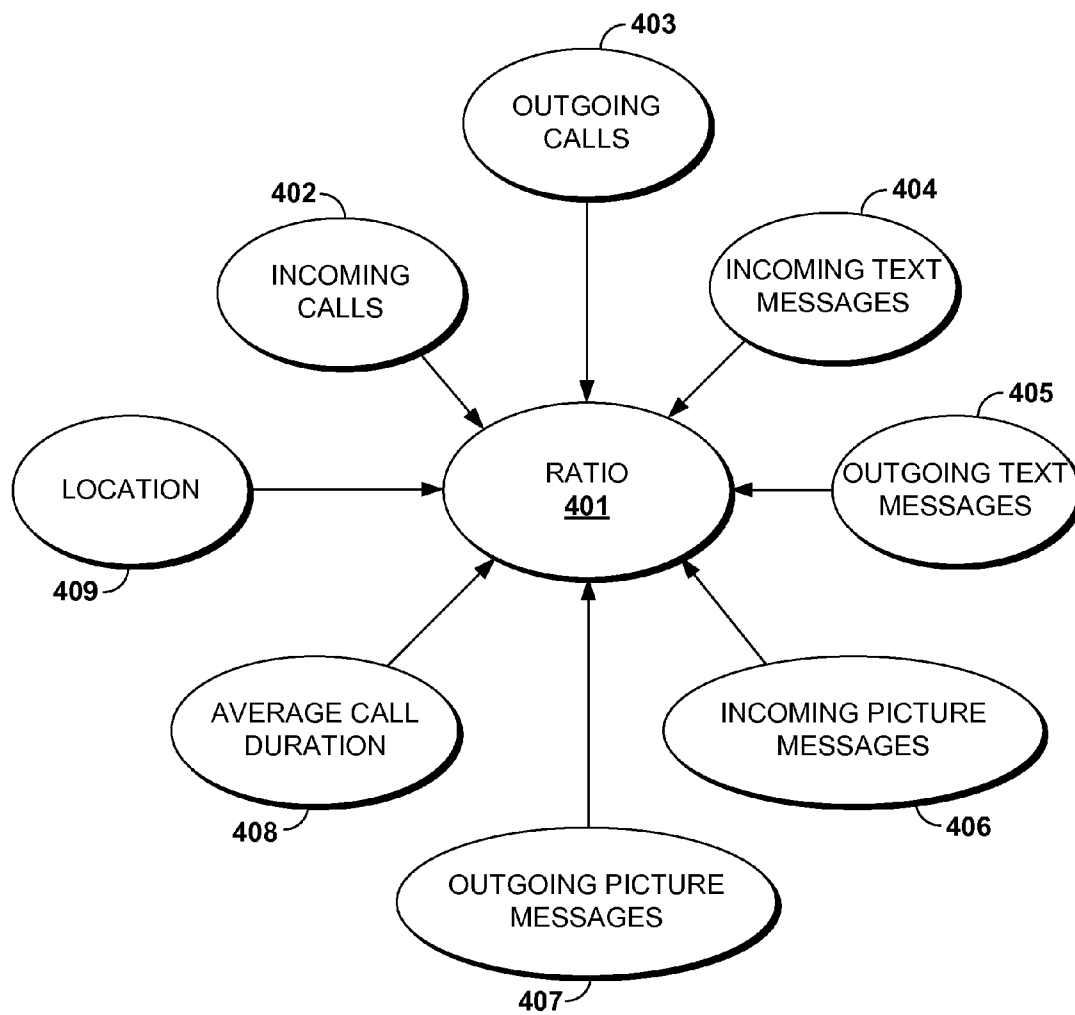 403
OUTGOING
CALLS
402
INCOMING
CALLS
404
INCOMING TEXT
MESSAGES
405
OUTGOING TEXT
MESSAGES
RATIO
401
LOCATION
409
AVERAGE CALL
DURATION
408
INCOMING PICTURE
MESSAGES
406
OUTGOING PICTURE
MESSAGES
407